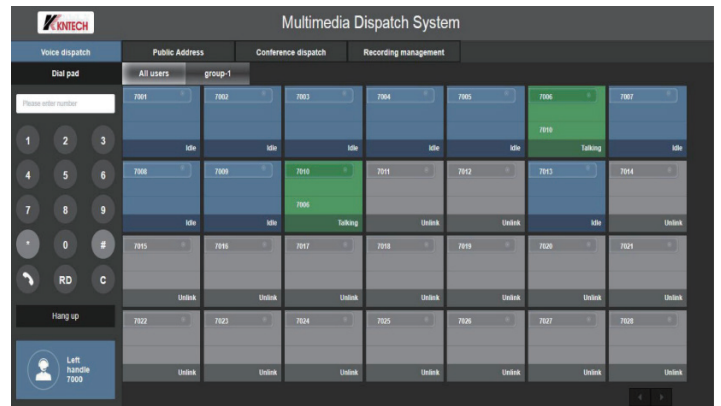 KNTECH
Multimedia Dispatch System
Voice dispatch Public Address Conference dispatch Recording management
Dial pad All users group-1
Please enter number
1 2 3
4 5 6
7 8 9
* 0 #
RD C
Hang up
Left
handle
7000
7001 7002 7003 7004 7005 7006 7007
7010
Idle Idle Idle Idle Idle Talking Idle
7008 7009 7010 7011 7012 7013 7014
7006
Idle Idle Talking Unlink Unlink Idle Unlink
7015 7016 7017 7018 7019 7020 7021
Unlink Unlink Unlink Unlink Unlink Unlink Unlink
7022 7023 7024 7025 7026 7027 7028
Unlink Unlink Unlink Unlink Unlink Unlink Unlink